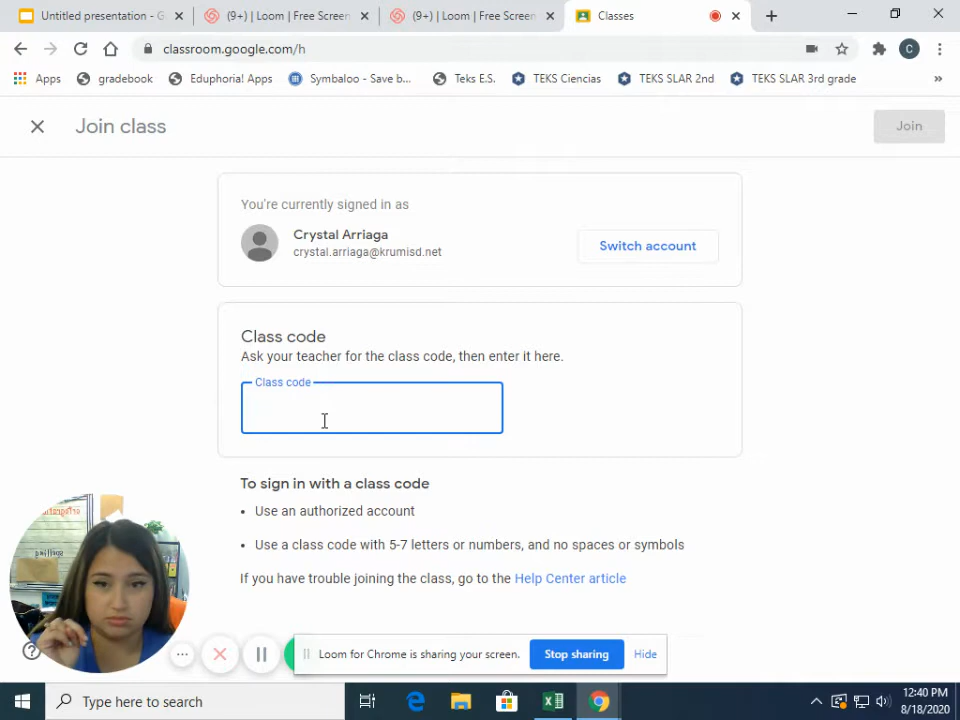 Untitled presentation - G
(9+) | Loom | Free Screen
(9+) | Loom | Free Screen
Classes
classroom.google.com/h
C
Apps
gradebook
Eduphoria! Apps
Symbaloo - Save b...
Teks E.S.
TEKS Ciencias
TEKS SLAR 2nd
TEKS SLAR 3rd grade
»
Join class
Join
You're currently signed in as
Crystal Arriaga
crystal.arriaga@krumisd.net
Switch account
Class code
Ask your teacher for the class code, then enter it here.
Class code
To sign in with a class code
• Use an authorized account
• Use a class code with 5-7 letters or numbers, and no spaces or symbols
If you have trouble joining the class, go to the Help Center article
Loom for Chrome is sharing your screen.
Stop sharing
Hide
Type here to search
12:40 PM
8/18/2020